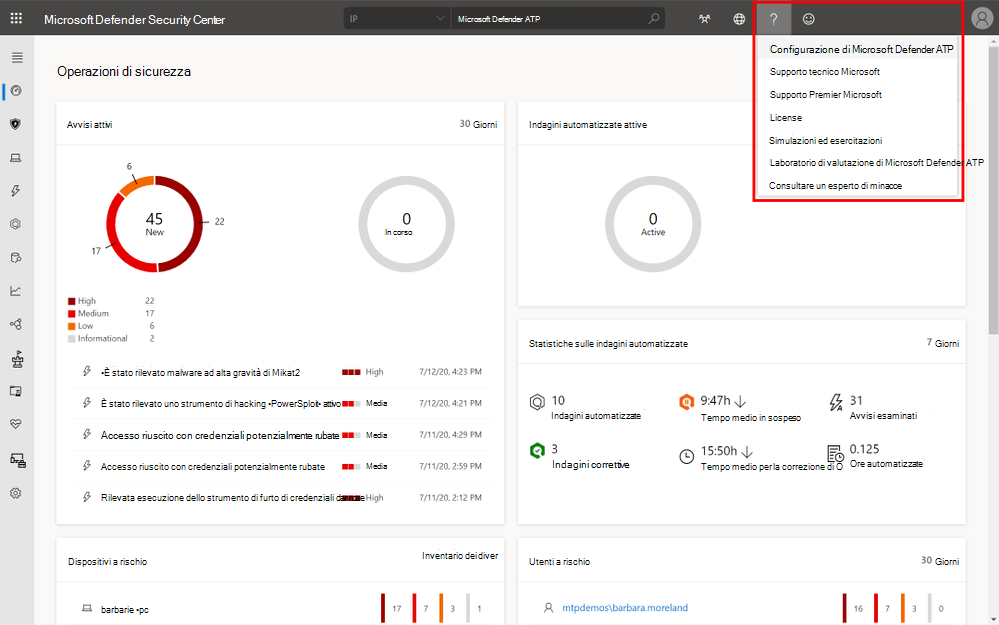 Microsoft Defender Security Center
IP
Microsoft Defender ATP
?
Configurazione di Microsoft Defender ATP
Supporto tecnico Microsoft
Supporto Premier Microsoft
License
Simulazioni ed esercitazioni
Laboratorio di valutazione di Microsoft Defender ATP
Consultare un esperto di minacce
Operazioni di sicurezza
Avvisi attivi
30 Giorni
6
22
17
45
New
0
In corso
High 22
Medium 17
Low 6
Informational 2
•È stato rilevato malware ad alta gravità di Mikat2 High 7/12/20, 4:23 PM
È stato rilevato uno strumento di hacking •PowerSploit• attivo Media 7/12/20, 4:21 PM
Accesso riuscito con credenziali potenzialmente rubate Media 7/11/20, 4:29 PM
Accesso riuscito con credenziali potenzialmente rubate Media 7/11/20, 2:59 PM
Rilevata esecuzione dello strumento di furto di credenziali High 7/11/20, 2:12 PM
Indagini automatizzate attive
0
Active
Statistiche sulle indagini automatizzate
7 Giorni
10
Indagini automatizzate
9:47h
Tempo medio in sospeso
31
Avvisi esaminati
3
Indagini correttive
15:50h
Tempo medio per la correzione di O
0.125
Ore automatizzate
Dispositivi a rischio
Inventario dei diver
barbarie •pc 17 7 3 1
Utenti a rischio
30 Giorni
mtpdemos\barbara.moreland 16 7 3 0